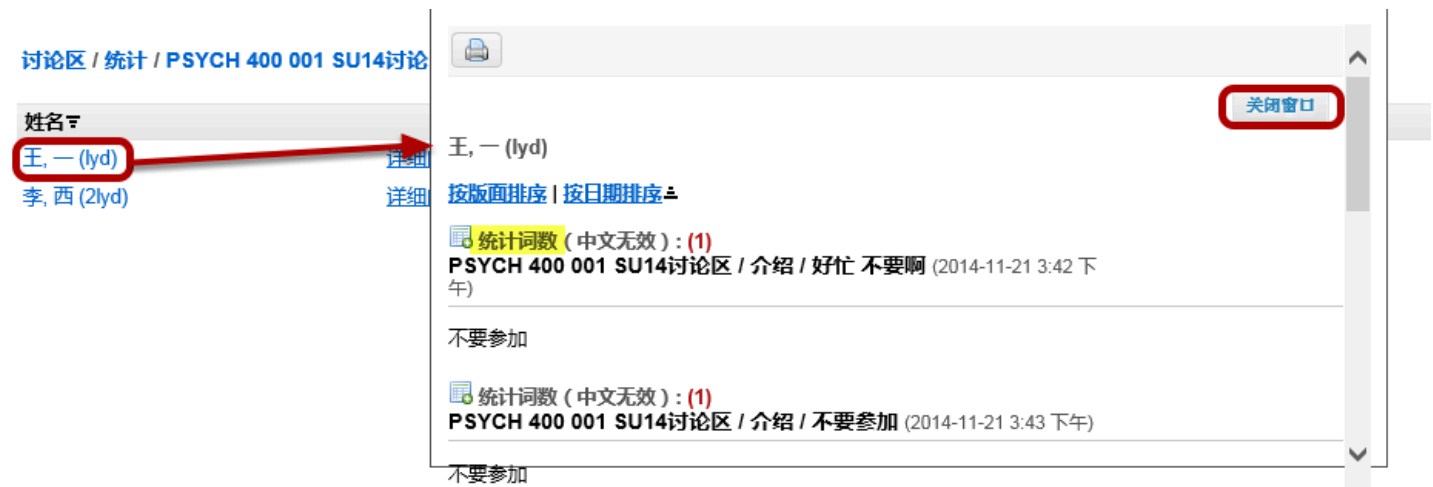 讨论区 / 统计 / PSYCH 400 001 SU14讨论
姓名
王, 一 (lyd)
详细
李, 西 (2lyd)
详细
关闭窗口
王, 一 (lyd)
按版面排序 | 按日期排序
统计词数 ( 中文无效 ) : (1)
PSYCH 400 001 SU14讨论区 / 介绍 / 好忙 不要啊 (2014-11-21 3:42 下
午)
不要参加
统计词数 ( 中文无效 ) : (1)
PSYCH 400 001 SU14讨论区 / 介绍 / 不要参加 (2014-11-21 3:43 下午)
不要参加